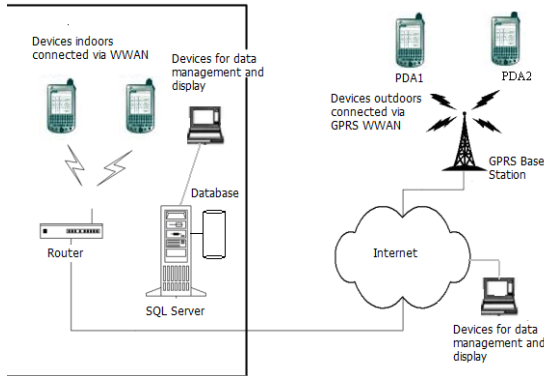 Devices indoors
connected via WWAN
Devices for data
management and
display
Database
Router
SQL Server
PDA1
PDA2
Devices outdoors
connected via
GPRS WWAN
GPRS Base
Station
Internet
Devices for data
management and
display